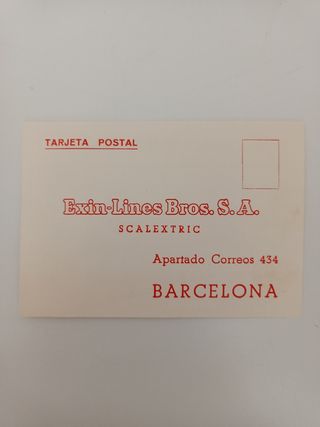 TARJETA POSTAL
Exin-Lines Bros. S. A.
SCALEXTRIC
Apartado Correos 434
BARCELONA